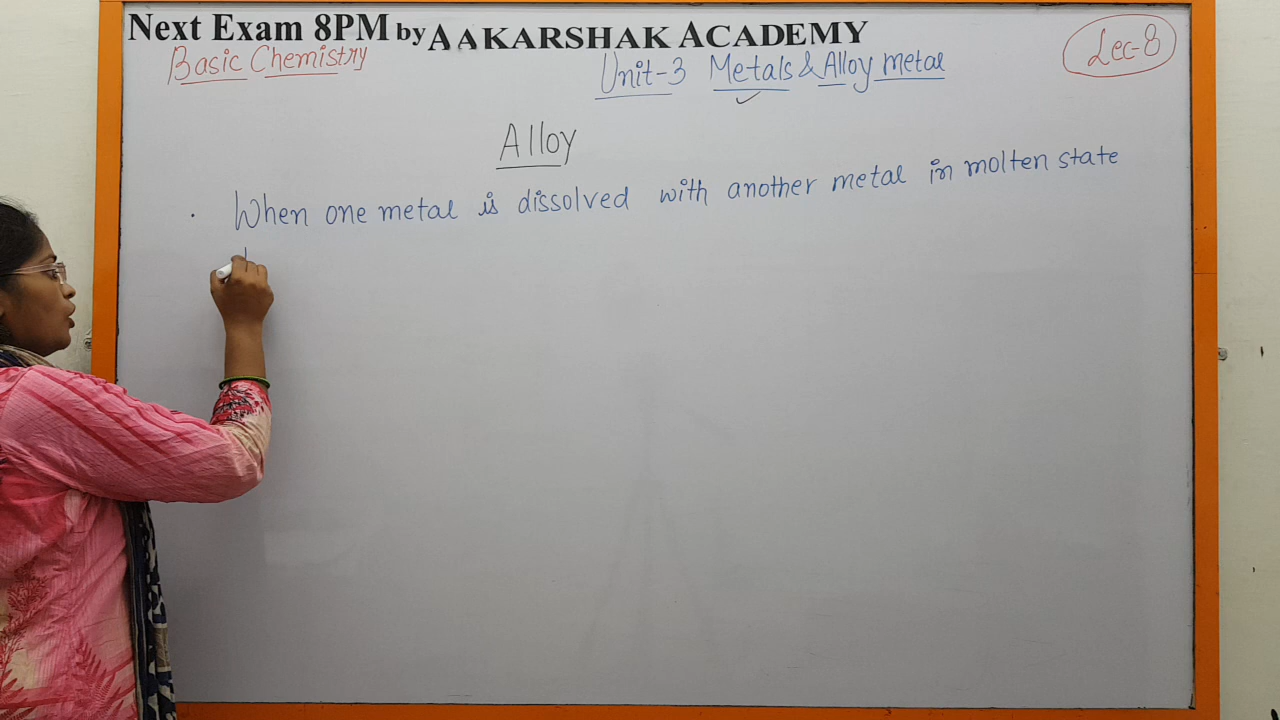 Next Exam 8PM by AAKARSHAK ACADEMY
Basic Chemistry
Unit-3 Metals & Alloy metal
Lec-8
Alloy
. When one metal is dissolved with another metal in molten state